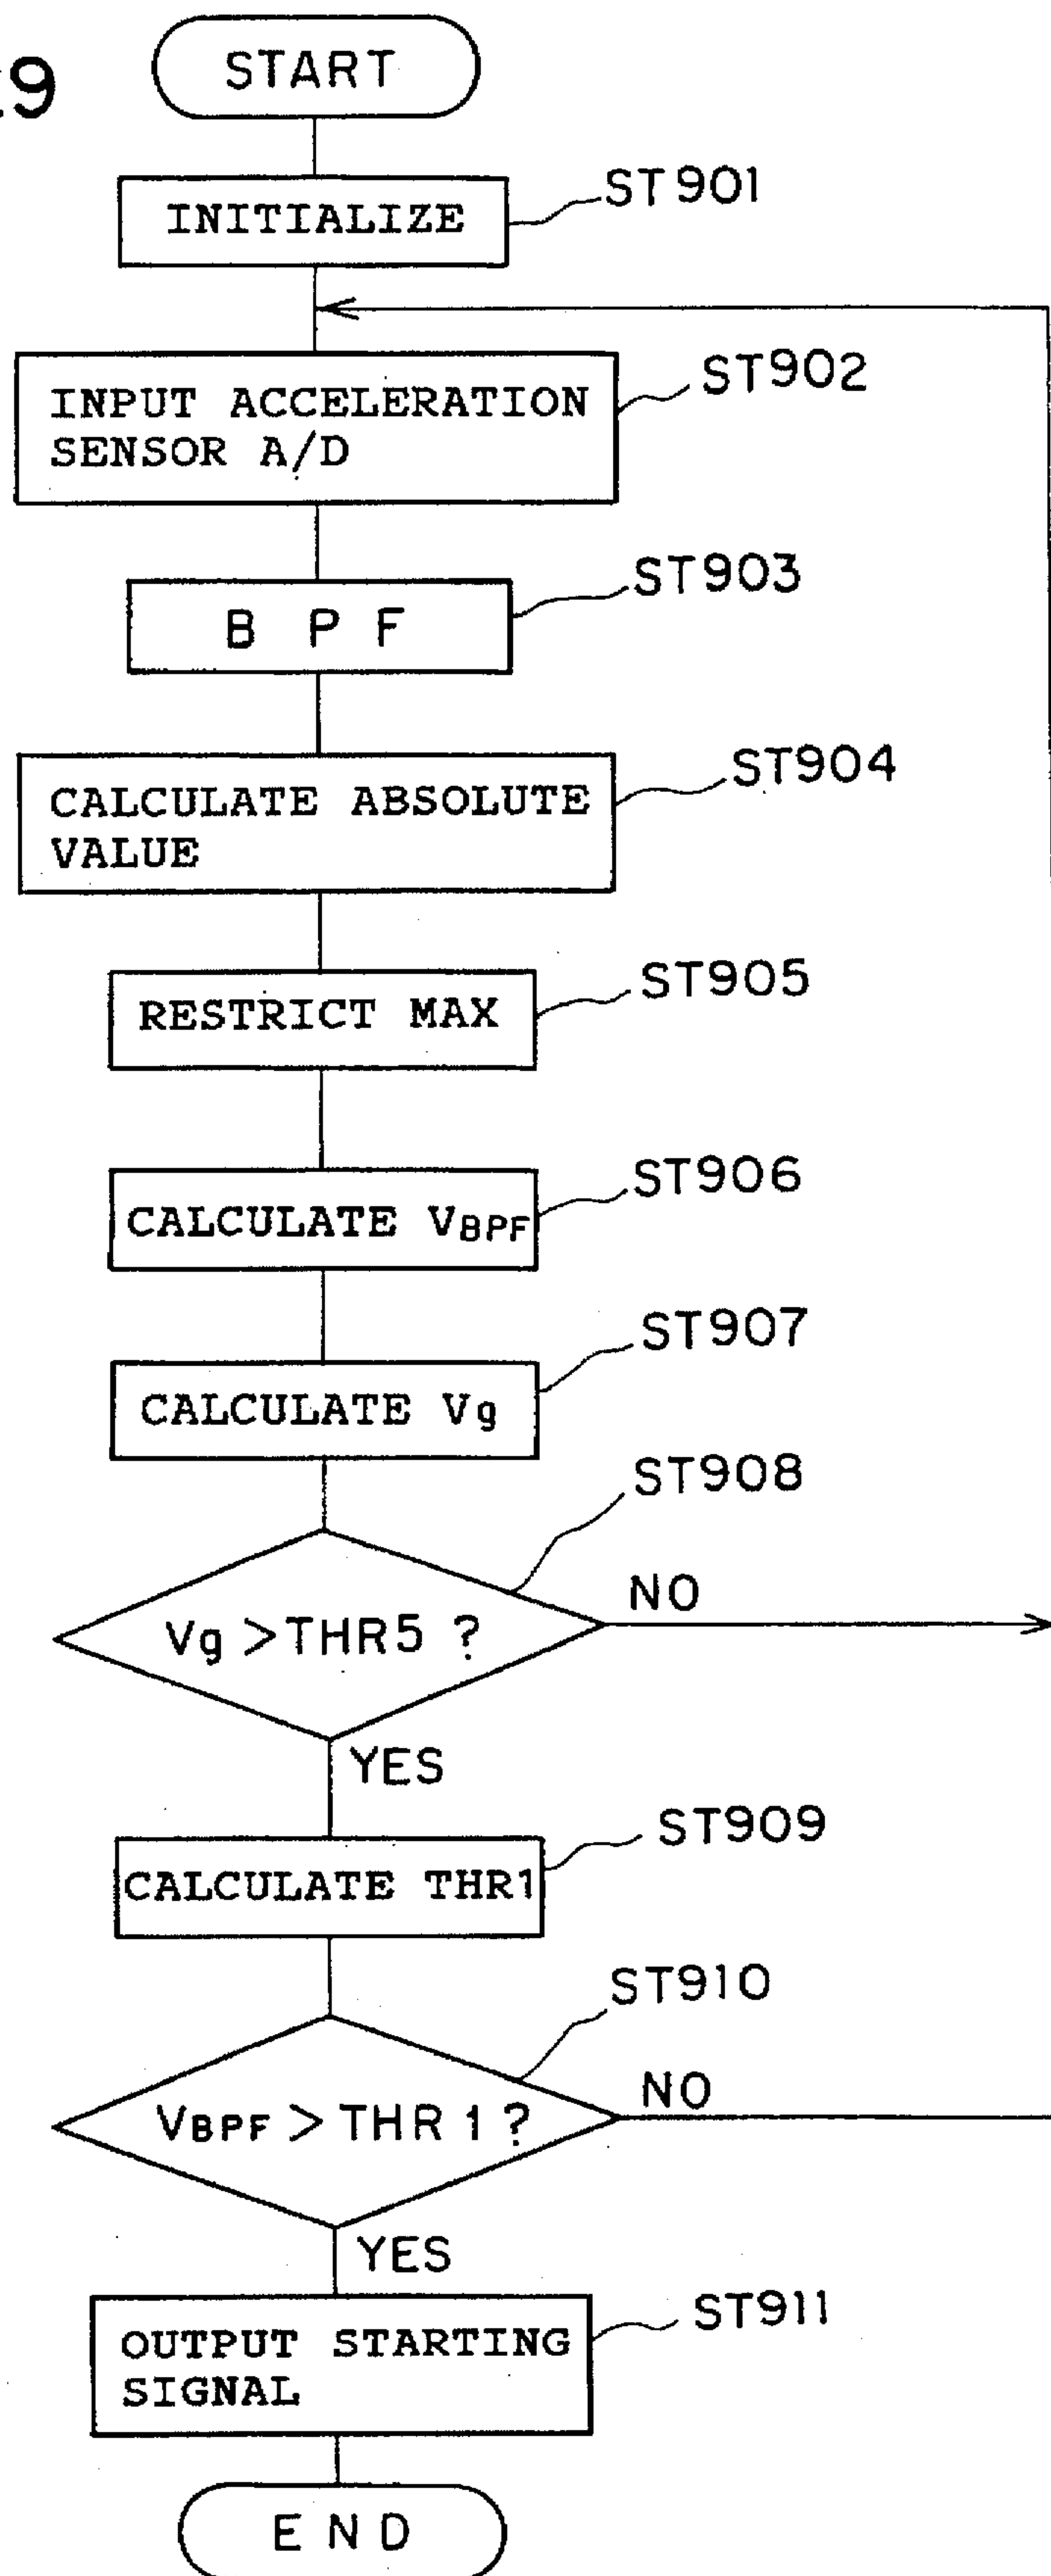 9
START
INITIALIZE
ST901
INPUT ACCELERATION
SENSOR A/D
ST902
B P F
ST903
CALCULATE ABSOLUTE
VALUE
ST904
RESTRICT MAX
ST905
CALCULATE VBPF
ST906
CALCULATE Vg
ST907
ST908
Vg > THR5 ?
NO
YES
CALCULATE THR1
ST909
ST910
VBPF > THR 1 ?
NO
YES
OUTPUT STARTING
SIGNAL
ST911
E N D